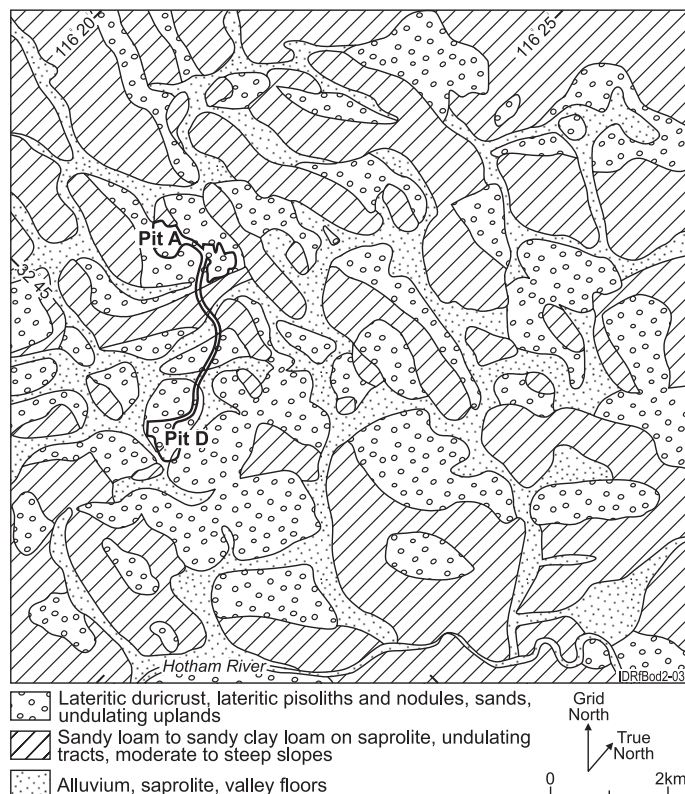 116 20
116 25
Pit A
32 45
Pit D
Hotham River
IDRfBod2-03
Lateritic duricrust, lateritic pisoliths and nodules, sands,
undulating uplands
Sandy loam to sandy clay loam on saprolite, undulating
tracts, moderate to steep slopes
Alluvium, saprolite, valley floors
Grid
North
True
North
0 2km